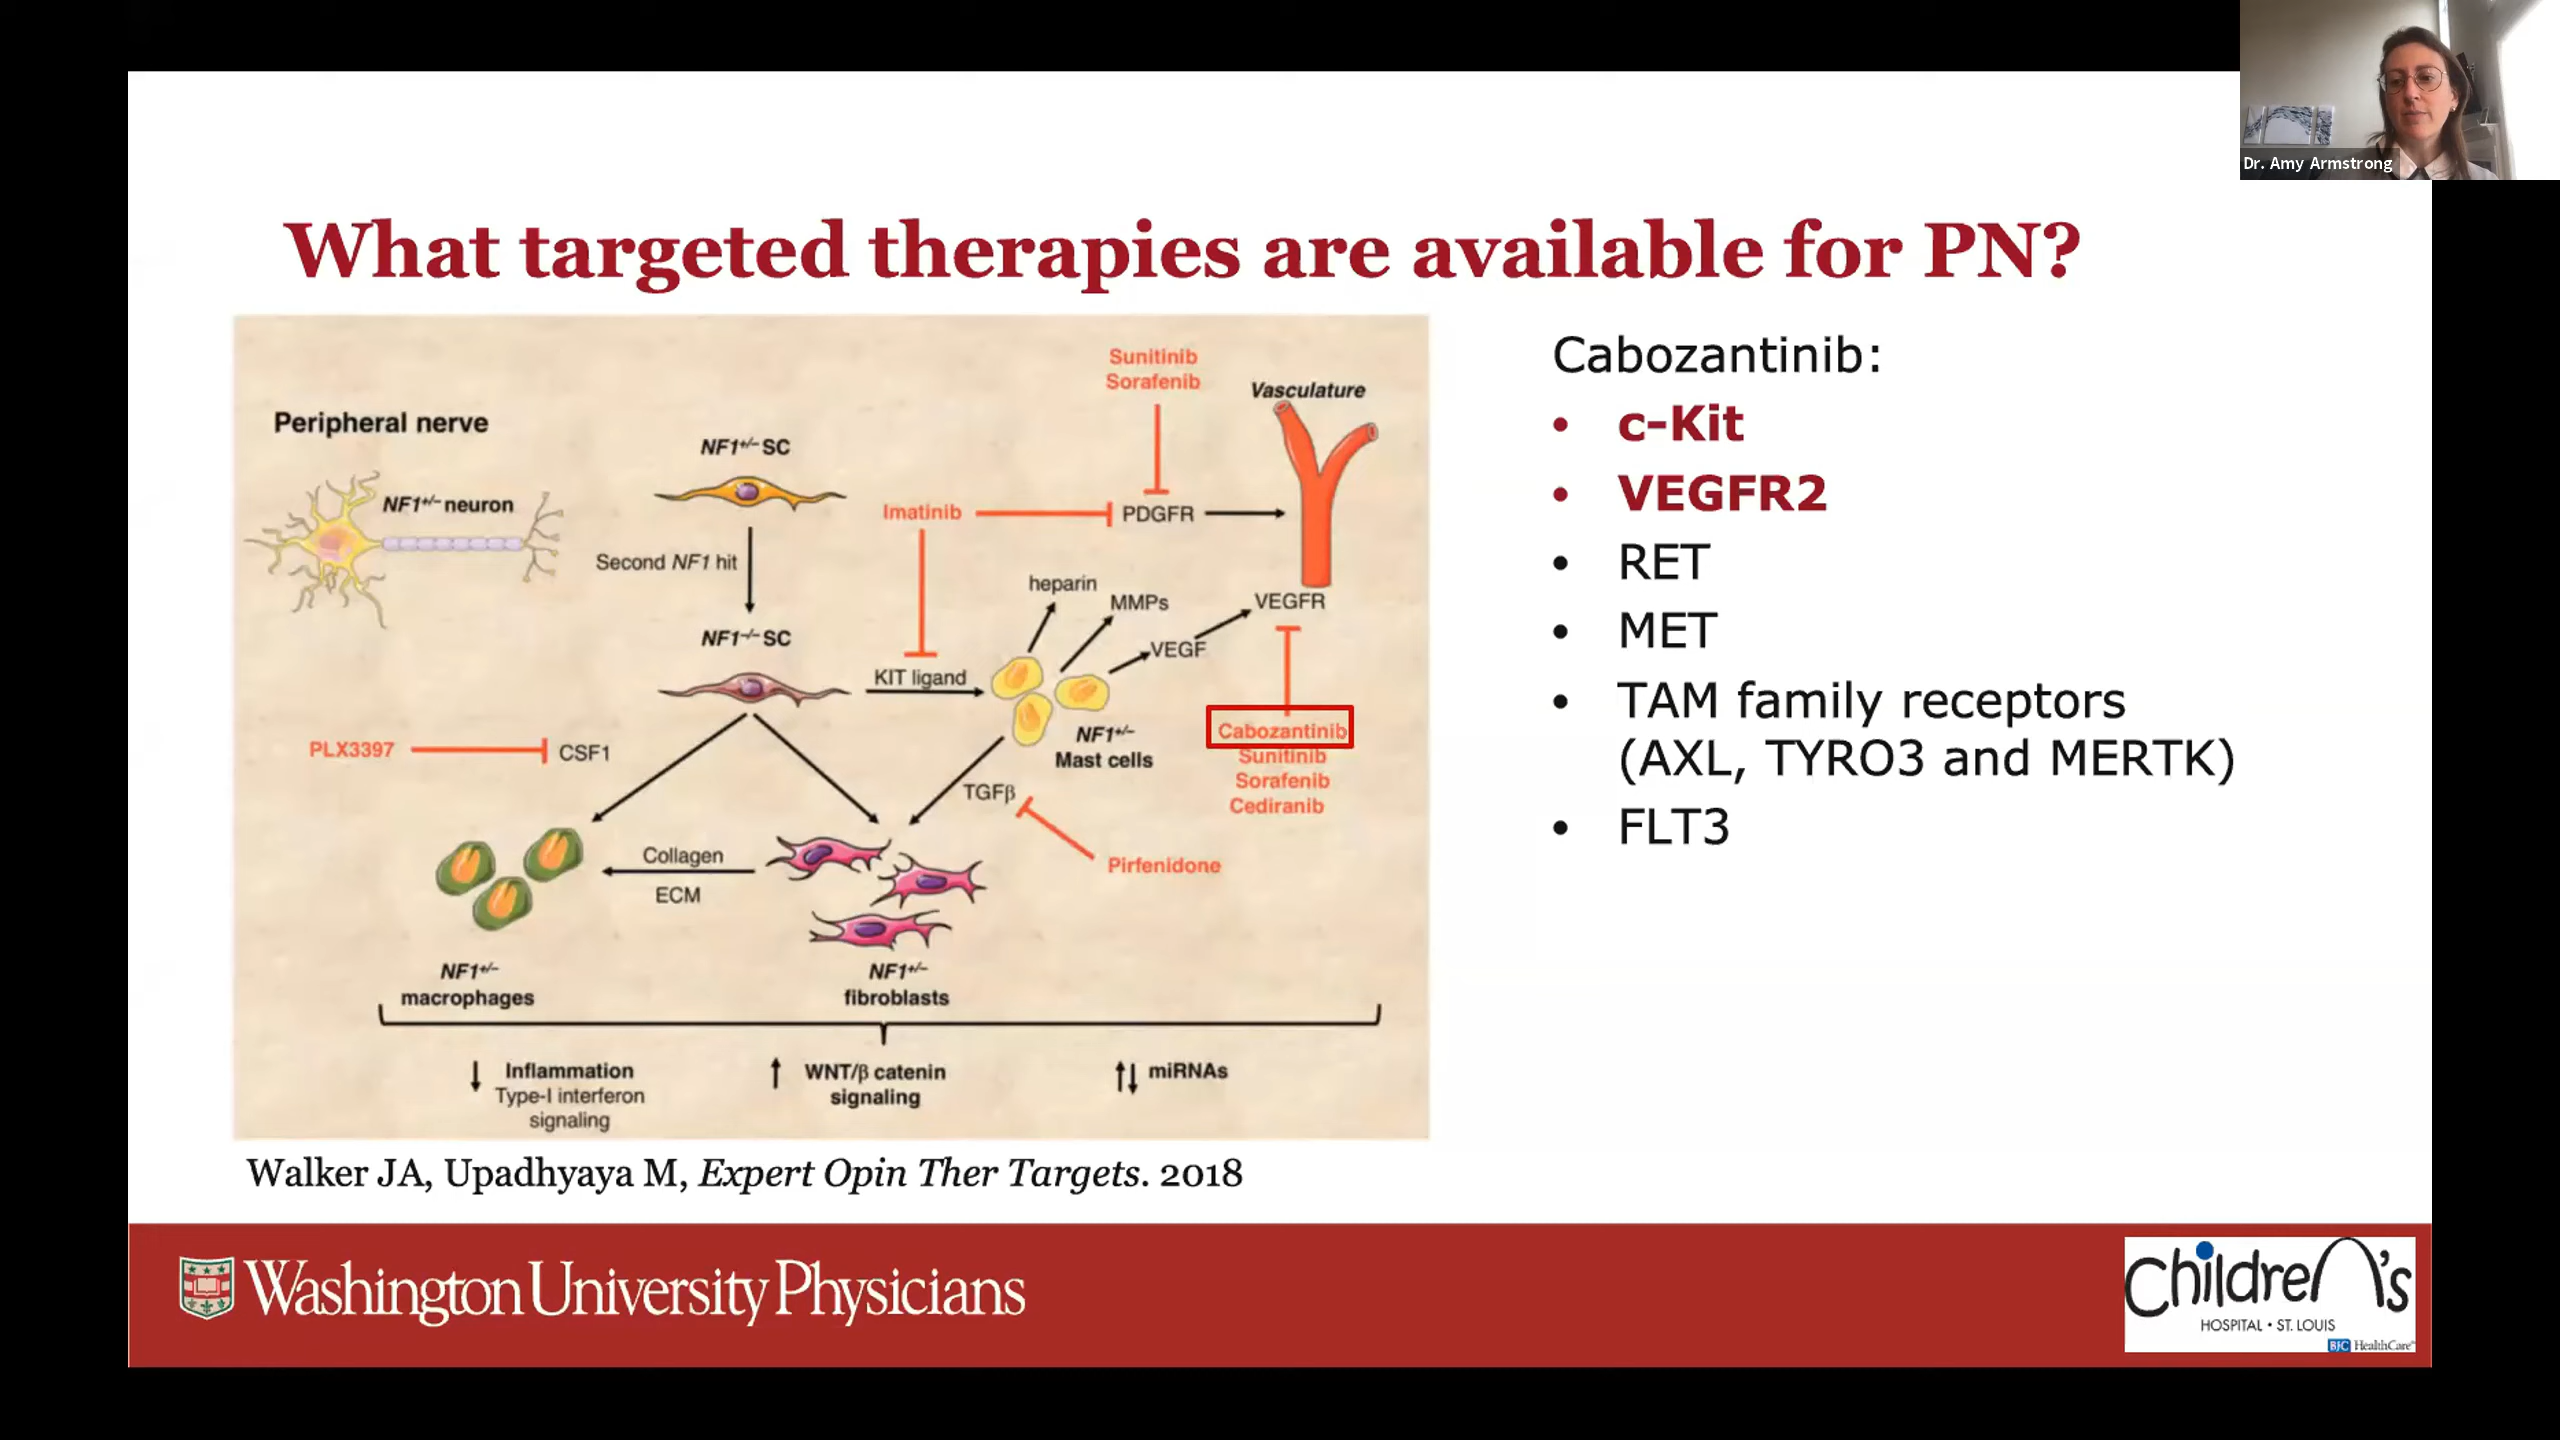 Dr. Amy Armstrong
What targeted therapies are available for PN?
Peripheral nerve
NF1+/– neuron
NF1+/– SC
Second NF1 hit
NF1–/– SC
Sunitinib
Sorafenib
Vasculature
Imatinib
PDGFR
heparin
MMPs
VEGF
VEGFR
KIT ligand
NF1+/–
Mast cells
Cabozantinib
Sunitinib
Sorafenib
Cediranib
PLX3397
CSF1
TGFβ
Pirfenidone
Collagen
ECM
NF1+/–
macrophages
NF1+/–
fibroblasts
↓ Inflammation
Type-I interferon
signaling
↑ WNT/β catenin
signaling
↑↓ miRNAs
Cabozantinib:
• c-Kit
• VEGFR2
• RET
• MET
• TAM family receptors
(AXL, TYRO3 and MERTK)
• FLT3
Walker JA, Upadhyaya M, Expert Opin Ther Targets. 2018
Washington University Physicians
Children's
HOSPITAL • ST. LOUIS
BJC HealthCare